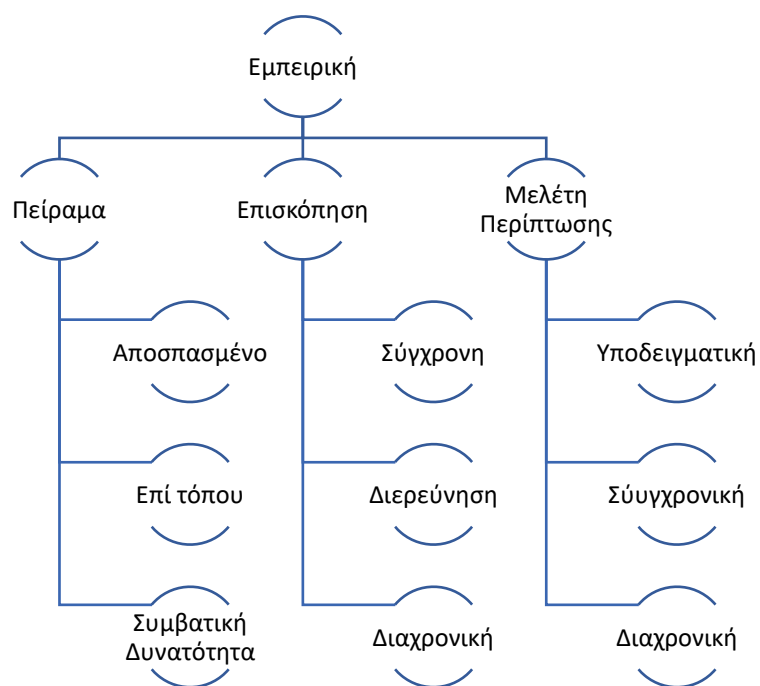 Εμπειρική
Πείραμα
Επισκόπηση
Μελέτη
Περίπτωσης
Αποσπασμένο
Σύγχρονη
Υποδειγματική
Επί τόπου
Διερεύνηση
Σύυγχρονική
Συμβατική
Δυνατότητα
Διαχρονική
Διαχρονική